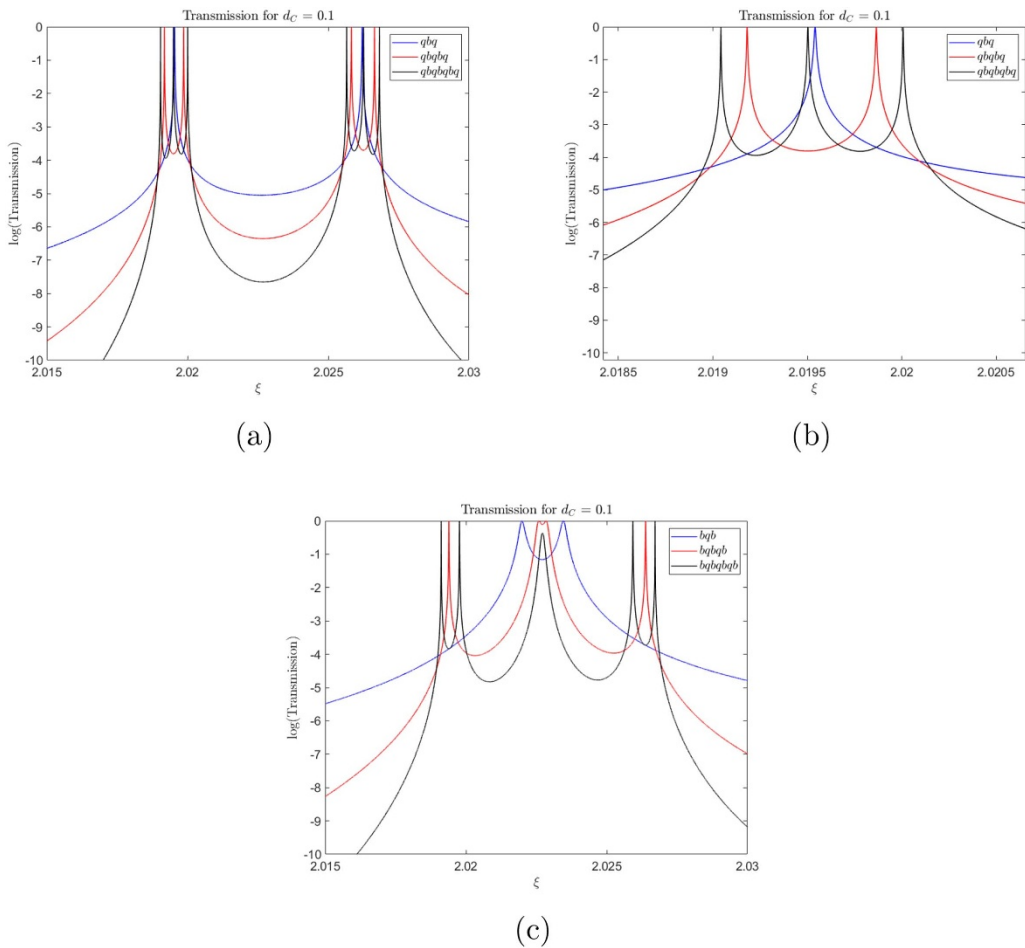 Transmission for d_C = 0.1
0
-1
-2
-3
-4
-5
-6
-7
-8
-9
-10
log(Transmission)
qbq
qbqbq
qbqbqbq
2.015
2.02
2.025
2.03
ξ
(a)
Transmission for d_C = 0.1
0
-1
-2
-3
-4
-5
-6
-7
-8
-9
-10
log(Transmission)
qbq
qbqbq
qbqbqbq
2.0185
2.019
2.0195
2.02
2.0205
ξ
(b)
Transmission for d_C = 0.1
0
-1
-2
-3
-4
-5
-6
-7
-8
-9
-10
log(Transmission)
bqb
bqbqb
bqbqbqb
2.015
2.02
2.025
2.03
ξ
(c)